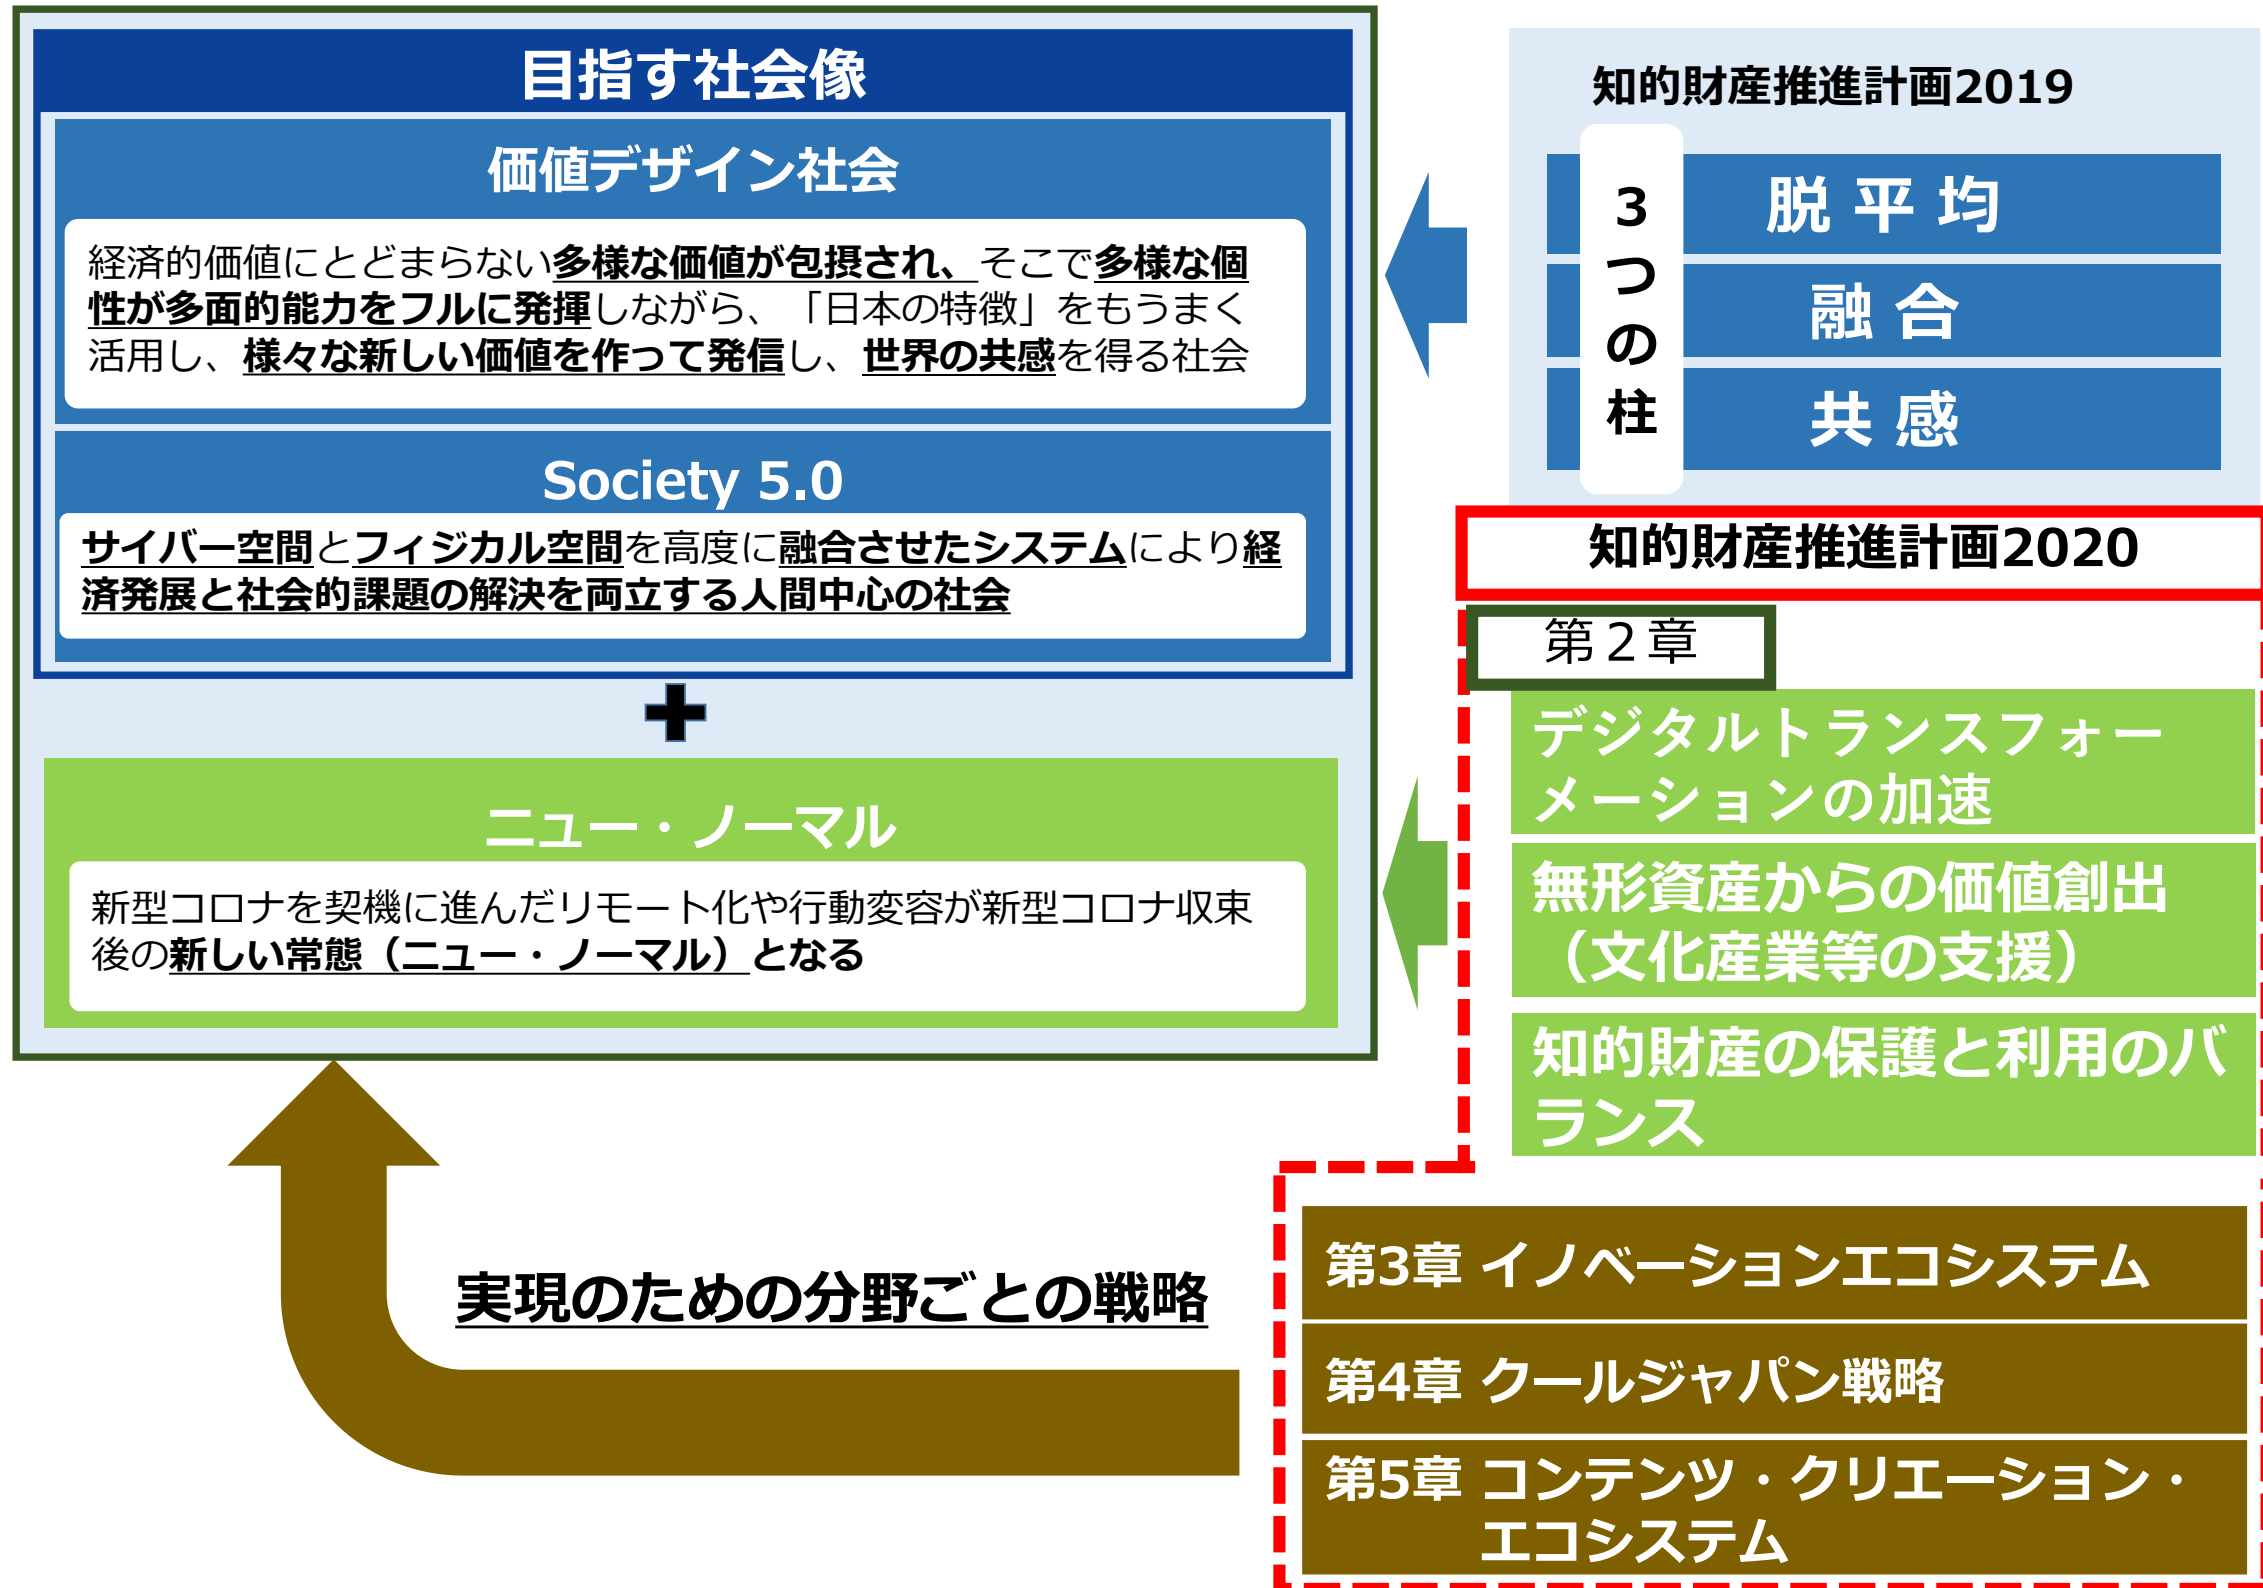 目指す社会像
価値デザイン社会
経済的価値にとどまらない多様な価値が包摂され、そこで多様な個
性が多面的能力をフルに発揮しながら、「日本の特徴」をもうまく
活用し、様々な新しい価値を作って発信し、世界の共感を得る社会
Society 5.0
サイバー空間とフィジカル空間を高度に融合させたシステムにより経
済発展と社会的課題の解決を両立する人間中心の社会
ニュー・ノーマル
新型コロナを契機に進んだリモート化や行動変容が新型コロナ収束
後の新しい常態（ニュー・ノーマル）となる
知的財産推進計画2019
3つの柱
脱 平 均
融 合
共 感
知的財産推進計画2020
第２章
デジタルトランスフォー
メーションの加速
無形資産からの価値創出
（文化産業等の支援）
知的財産の保護と利用のバ
ランス
実現のための分野ごとの戦略
第3章 イノベーションエコシステム
第4章 クールジャパン戦略
第5章 コンテンツ・クリエーション・
エコシステム